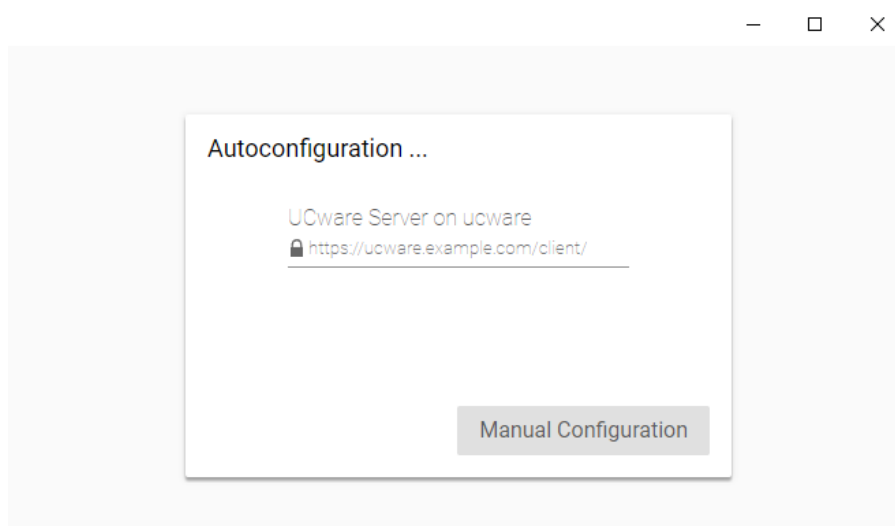 Autoconfiguration ...
UCware Server on ucware
https://ucware.example.com/client/
Manual Configuration